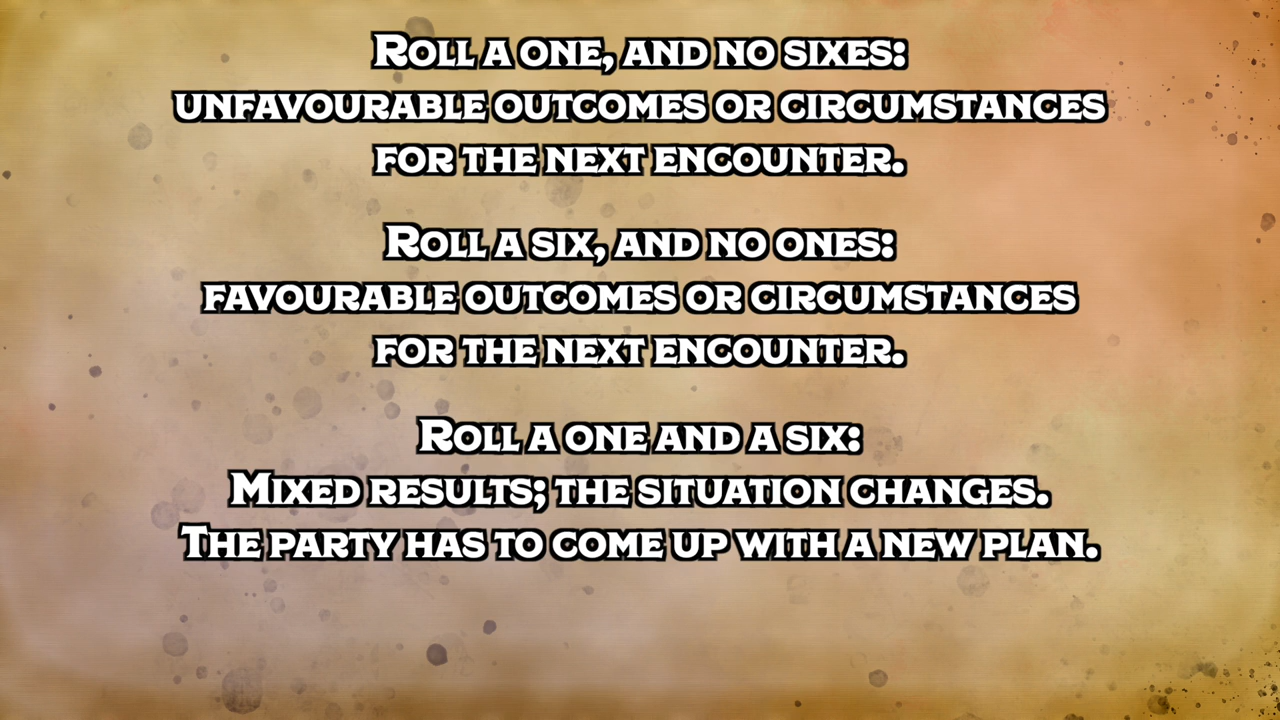 Roll a one, and no sixes:
unfavourable outcomes or circumstances
for the next encounter.
Roll a six, and no ones:
favourable outcomes or circumstances
for the next encounter.
Roll a one and a six:
Mixed results; the situation changes.
The party has to come up with a new plan.